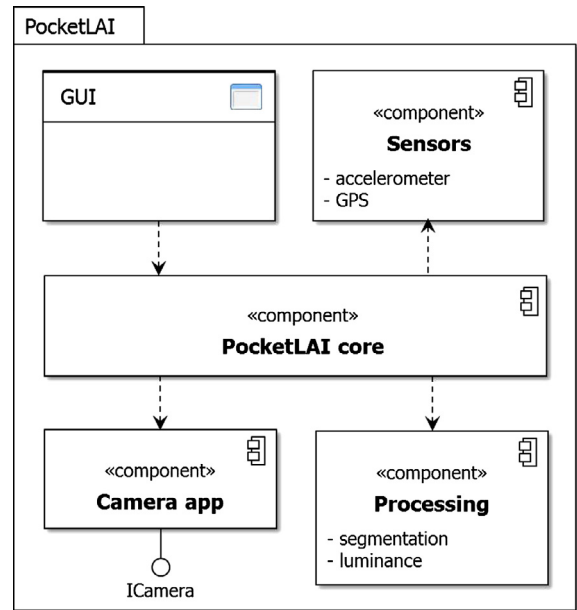 PocketLAI
GUI
«component»
Sensors
- accelerometer
- GPS
«component»
PocketLAI core
«component»
Camera app
ICamera
«component»
Processing
- segmentation
- luminance